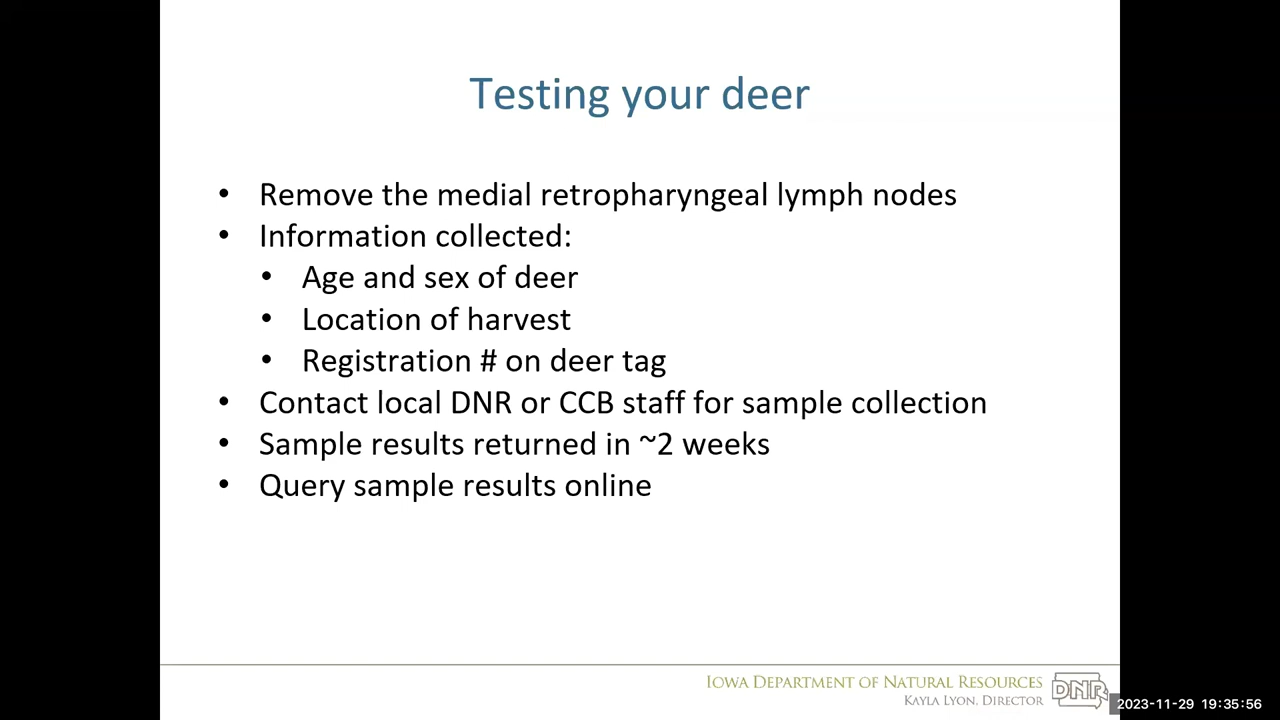 Testing your deer
• Remove the medial retropharyngeal lymph nodes
• Information collected:
• Age and sex of deer
• Location of harvest
• Registration # on deer tag
• Contact local DNR or CCB staff for sample collection
• Sample results returned in ~2 weeks
• Query sample results online
IOWA DEPARTMENT OF NATURAL RESOURCES
KAYLA LYON, DIRECTOR
DNR
2023-11-29 19:35:56